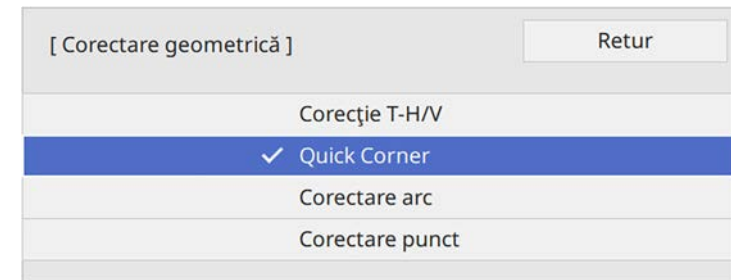 [ Corectare geometrică ]
Retur
Corecţie T-H/V
✓ Quick Corner
Corectare arc
Corectare punct